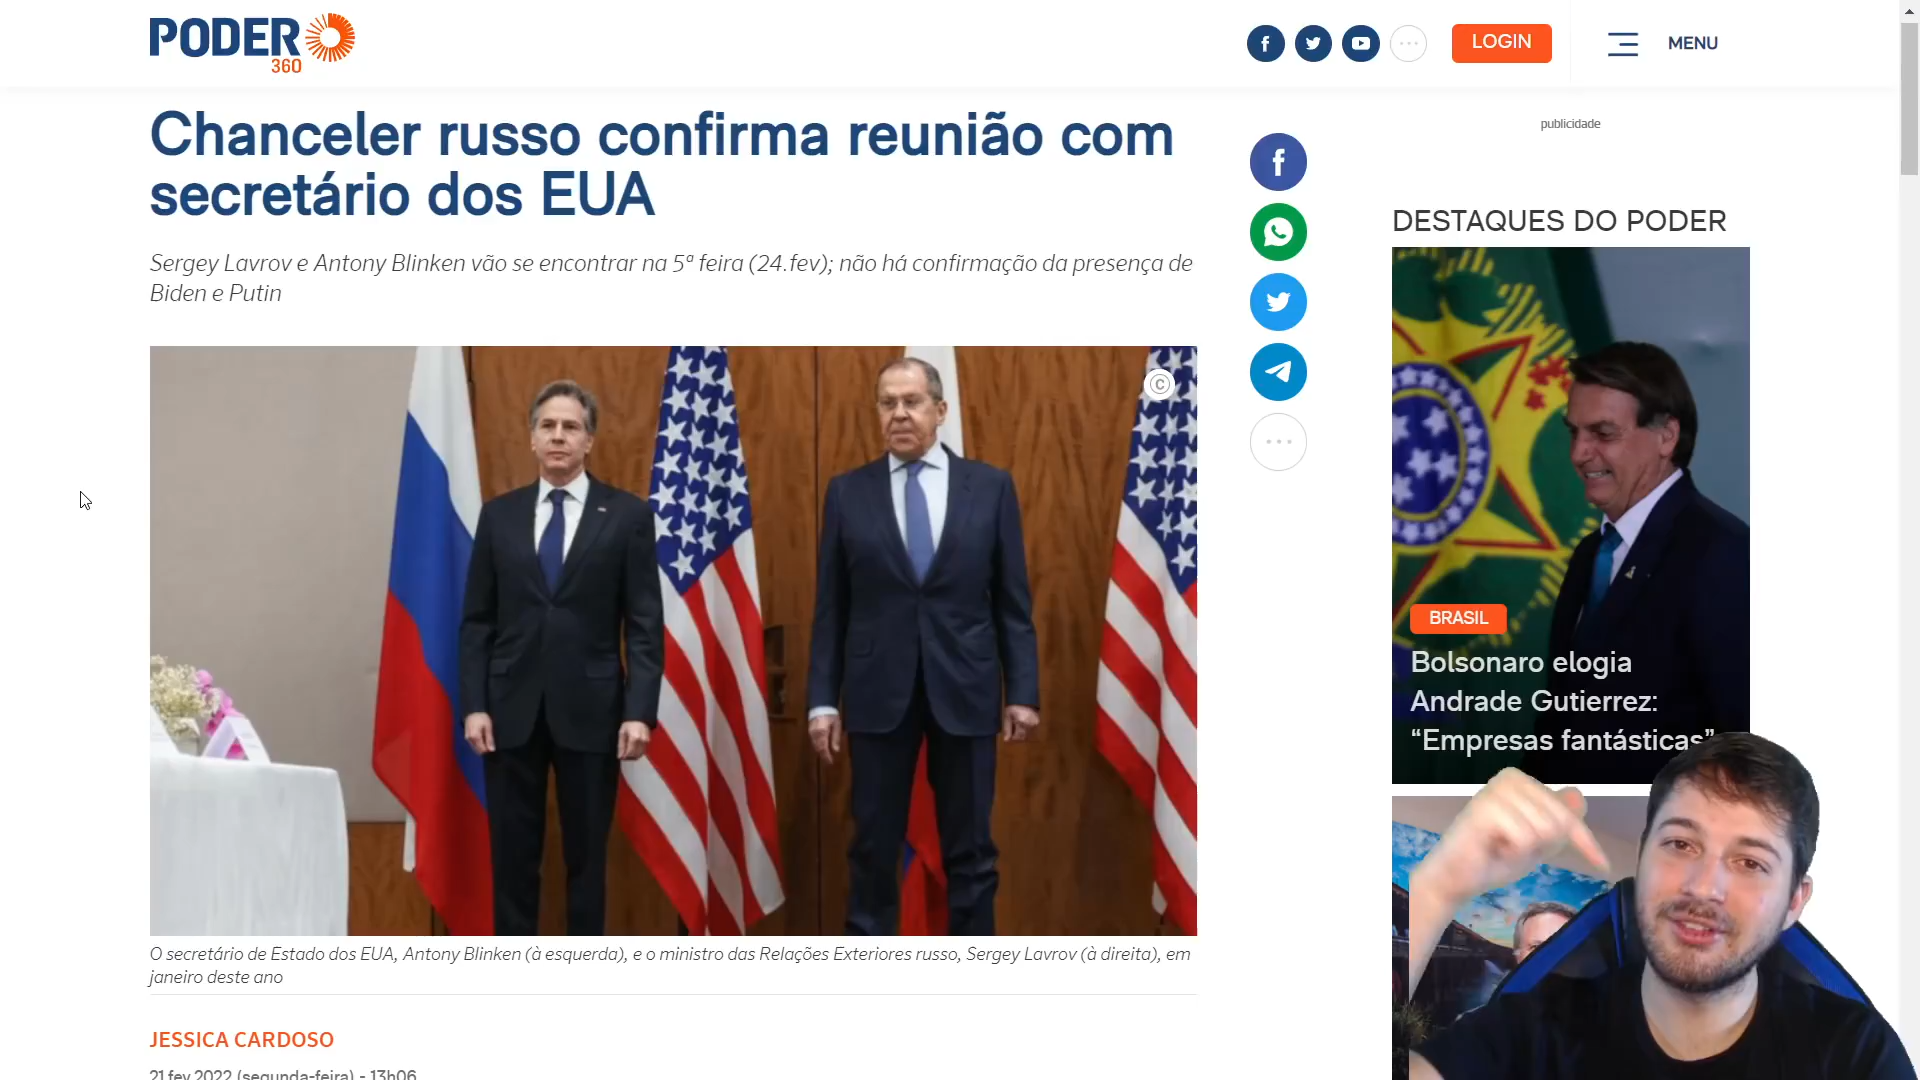 PODER
360
LOGIN
MENU
Chanceler russo confirma reunião com
secretário dos EUA
Sergey Lavrov e Antony Blinken vão se encontrar na 5ª feira (24.fev); não há confirmação da presença de
Biden e Putin
©
O secretário de Estado dos EUA, Antony Blinken (à esquerda), e o ministro das Relações Exteriores russo, Sergey Lavrov (à direita), em
janeiro deste ano
JESSICA CARDOSO
21.fev.2022 (segunda-feira) - 13h06
publicidade
DESTAQUES DO PODER
BRASIL
Bolsonaro elogia
Andrade Gutierrez:
“Empresas fantásticas”